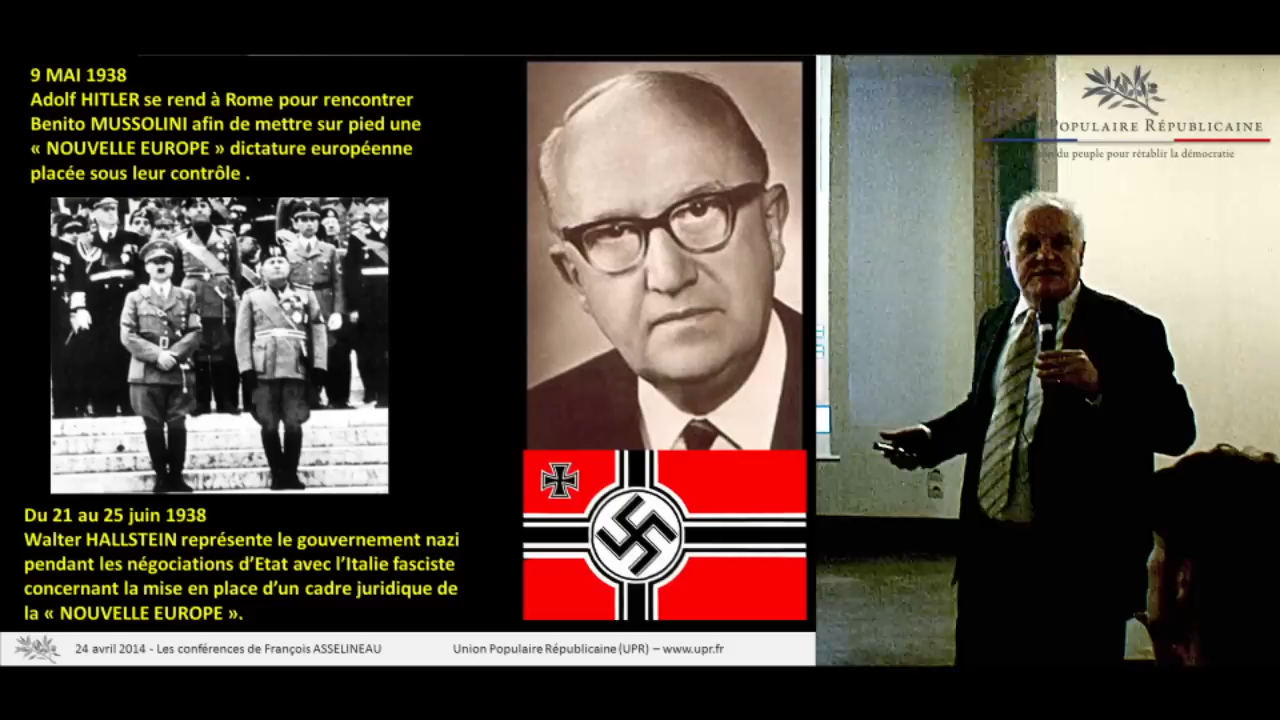 9 MAI 1938
Adolf HITLER se rend à Rome pour rencontrer
Benito MUSSOLINI afin de mettre sur pied une
« NOUVELLE EUROPE » dictature européenne
placée sous leur contrôle .
Du 21 au 25 juin 1938
Walter HALLSTEIN représente le gouvernement nazi
pendant les négociations d’Etat avec l’Italie fasciste
concernant la mise en place d’un cadre juridique de
la « NOUVELLE EUROPE ».
24 avril 2014 - Les conférences de François ASSELINEAU
Union Populaire Républicaine (UPR) – www.upr.fr
POPULAIRE RÉPUBLICAINE
du peuple pour rétablir la démocratie